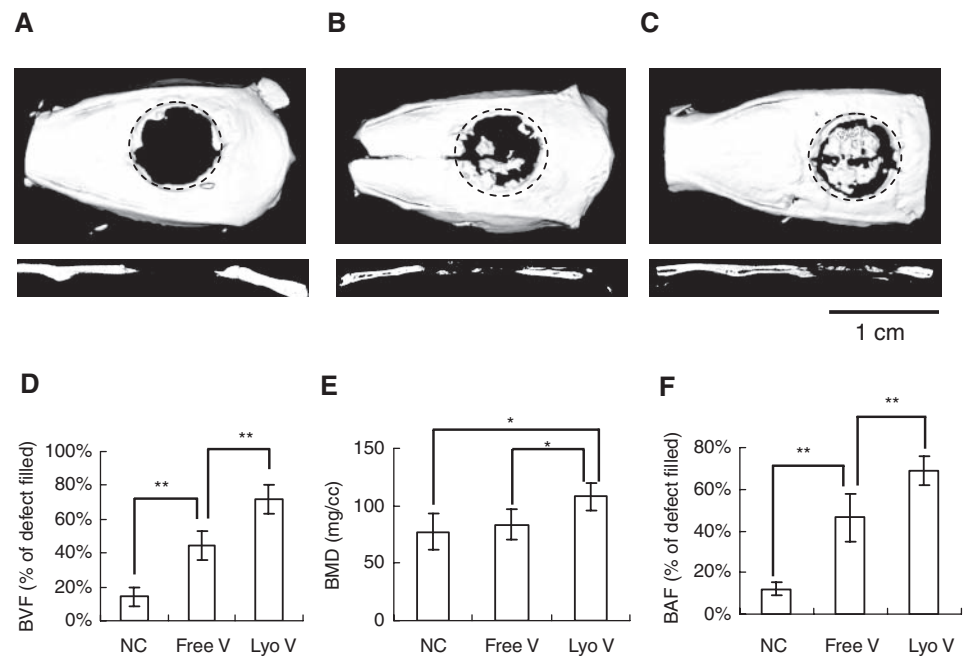 A
B
C
1 cm
D
BVF (% of defect filled)
100%
80%
60%
40%
20%
0%
**
**
NC
Free V
Lyo V
E
BMD (mg/cc)
150
100
50
0
*
*
NC
Free V
Lyo V
F
BAF (% of defect filled)
80%
60%
40%
20%
0%
**
**
NC
Free V
Lyo V